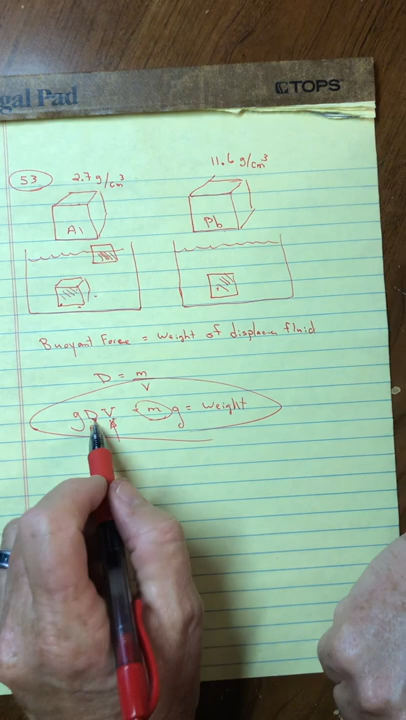 gal Pad
TOPS
53
2.7 g/cm³
11.6 g/cm³
Al
Pb
Buoyant Force = weight of displacem fluid
D = m/V
gDV = mg = weight